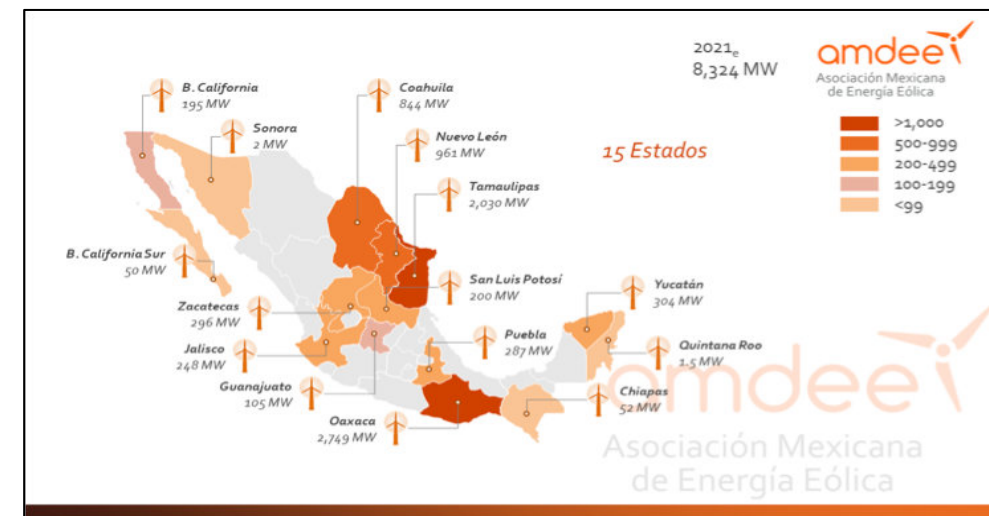 2021e
8,324 MW
amdee
Asociación Mexicana
de Energía Eólica
>1,000
500-999
200-499
100-199
<99
15 Estados
B. California
195 MW
Sonora
2 MW
Coahuila
844 MW
Nuevo León
961 MW
Tamaulipas
2,030 MW
B. California Sur
50 MW
San Luis Potosí
200 MW
Yucatán
304 MW
Zacatecas
296 MW
Puebla
287 MW
Quintana Roo
1.5 MW
Jalisco
248 MW
Guanajuato
105 MW
Chiapas
52 MW
Oaxaca
2,749 MW
amdee
Asociación Mexicana
de Energía Eólica